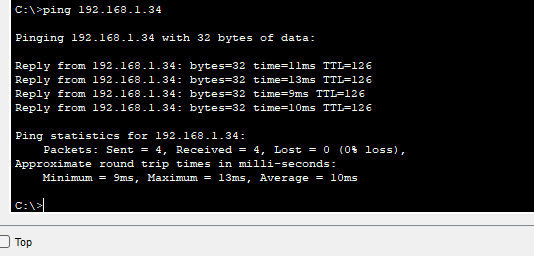 C:\>ping 192.168.1.34
Pinging 192.168.1.34 with 32 bytes of data:
Reply from 192.168.1.34: bytes=32 time=11ms TTL=126
Reply from 192.168.1.34: bytes=32 time=13ms TTL=126
Reply from 192.168.1.34: bytes=32 time=9ms TTL=126
Reply from 192.168.1.34: bytes=32 time=10ms TTL=126
Ping statistics for 192.168.1.34:
Packets: Sent = 4, Received = 4, Lost = 0 (0% loss),
Approximate round trip times in milli-seconds:
Minimum = 9ms, Maximum = 13ms, Average = 10ms
C:\>
Top